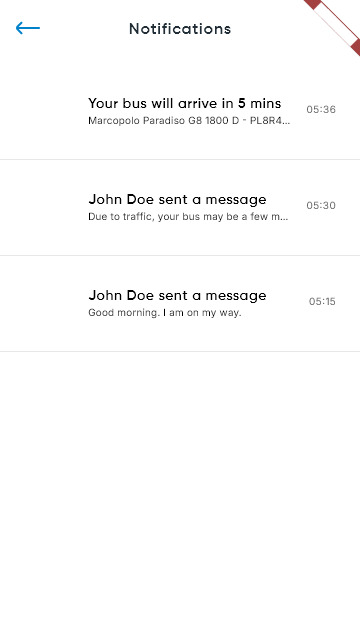 Notifications
Your bus will arrive in 5 mins
Marcopolo Paradiso G8 1800 D - PL8R4...
05:36
John Doe sent a message
Due to traffic, your bus may be a few m...
05:30
John Doe sent a message
Good morning. I am on my way.
05:15